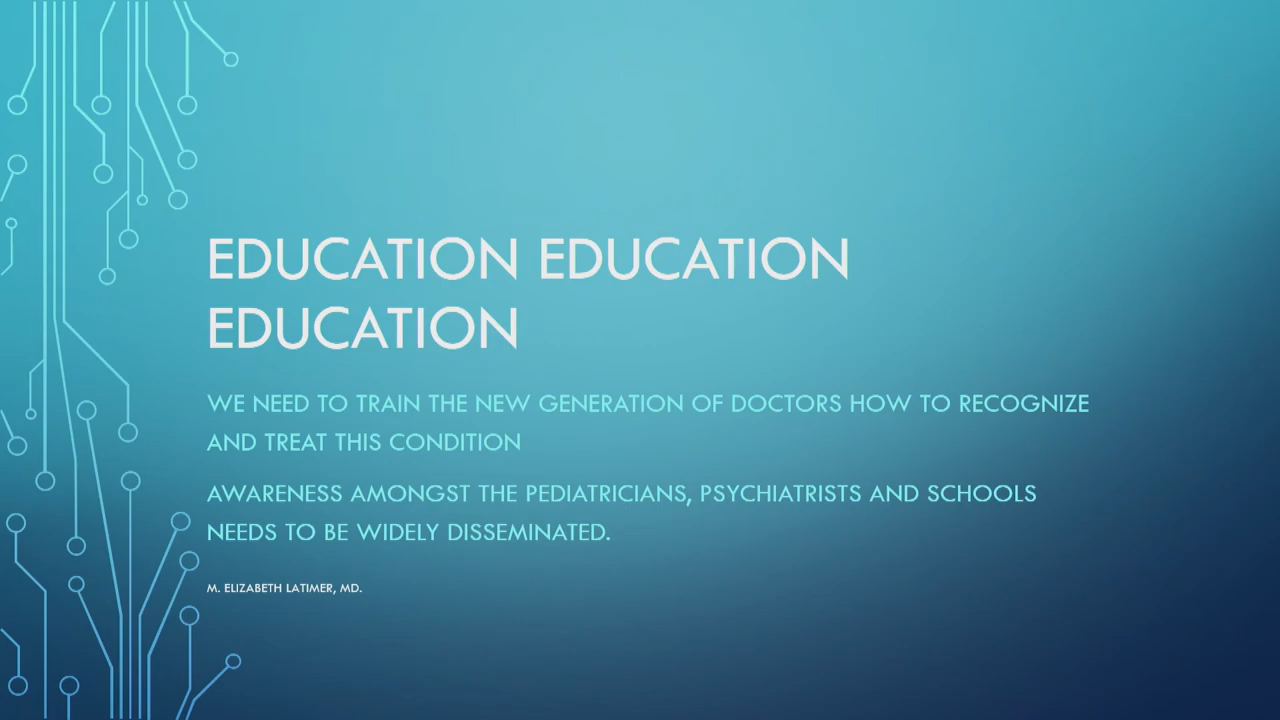 EDUCATION EDUCATION
EDUCATION
WE NEED TO TRAIN THE NEW GENERATION OF DOCTORS HOW TO RECOGNIZE
AND TREAT THIS CONDITION
AWARENESS AMONGST THE PEDIATRICIANS, PSYCHIATRISTS AND SCHOOLS
NEEDS TO BE WIDELY DISSEMINATED.
M. ELIZABETH LATIMER, MD.